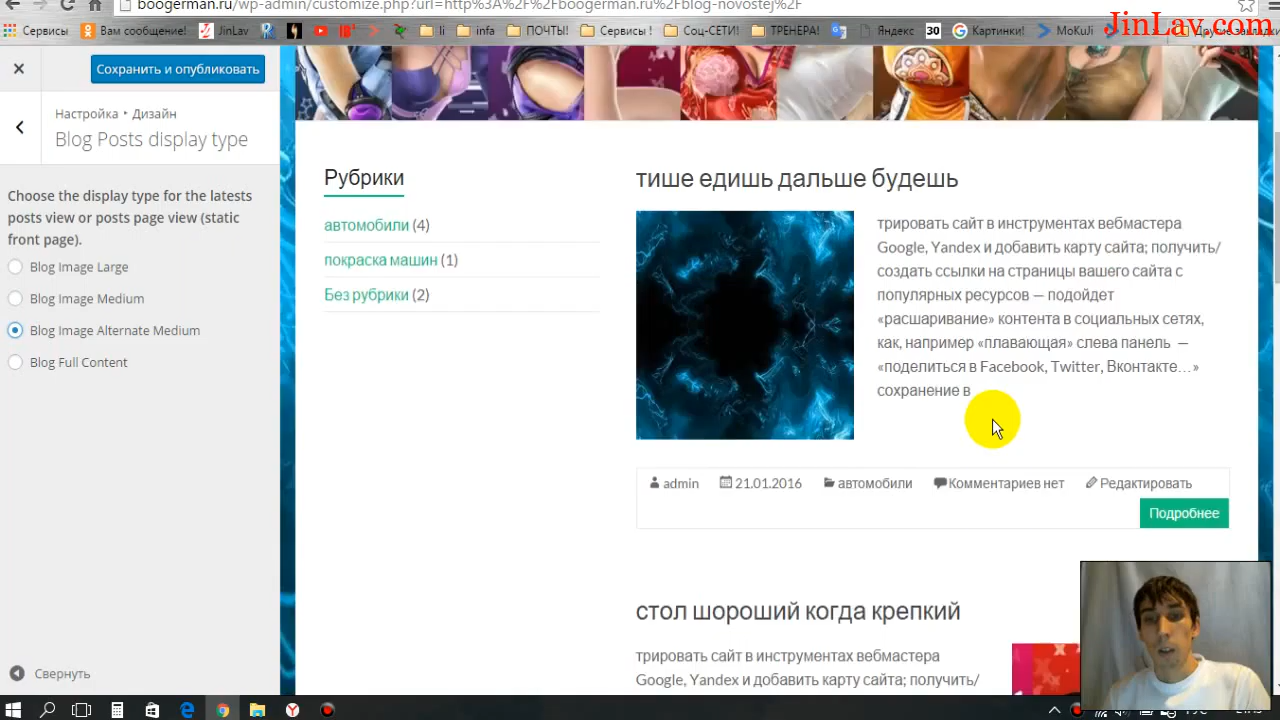 boogerman.ru/wp-admin/customize.php?url=http%3A%2F%2Fboogerman.ru%2Fblog-novostej%2F
JinLav.com
Сервисы
Вам сообщение!
JinLav
li
infa
ПОЧТЫ!
Сервисы !
Соц-СЕТИ!
ТРЕНЕРА!
Яндекс
30
Картинки!
MoKuJi
Другие закладки
Сохранить и опубликовать
Настройка ▸ Дизайн
Blog Posts display type
Choose the display type for the latests
posts view or posts page view (static
front page).
Blog Image Large
Blog Image Medium
Blog Image Alternate Medium
Blog Full Content
Свернуть
Рубрики
автомобили (4)
покраска машин (1)
Без рубрики (2)
тише едишь дальше будешь
трировать сайт в инструментах вебмастера
Google, Yandex и добавить карту сайта; получить/
создать ссылки на страницы вашего сайта с
популярных ресурсов — подойдет
«расшаривание» контента в социальных сетях,
как, например «плавающая» слева панель —
«поделиться в Facebook, Twitter, Вконтакте…»
сохранение в
admin 21.01.2016 автомобили Комментариев нет Редактировать
Подробнее
стол шороший когда крепкий
трировать сайт в инструментах вебмастера
Google, Yandex и добавить карту сайта; получить/